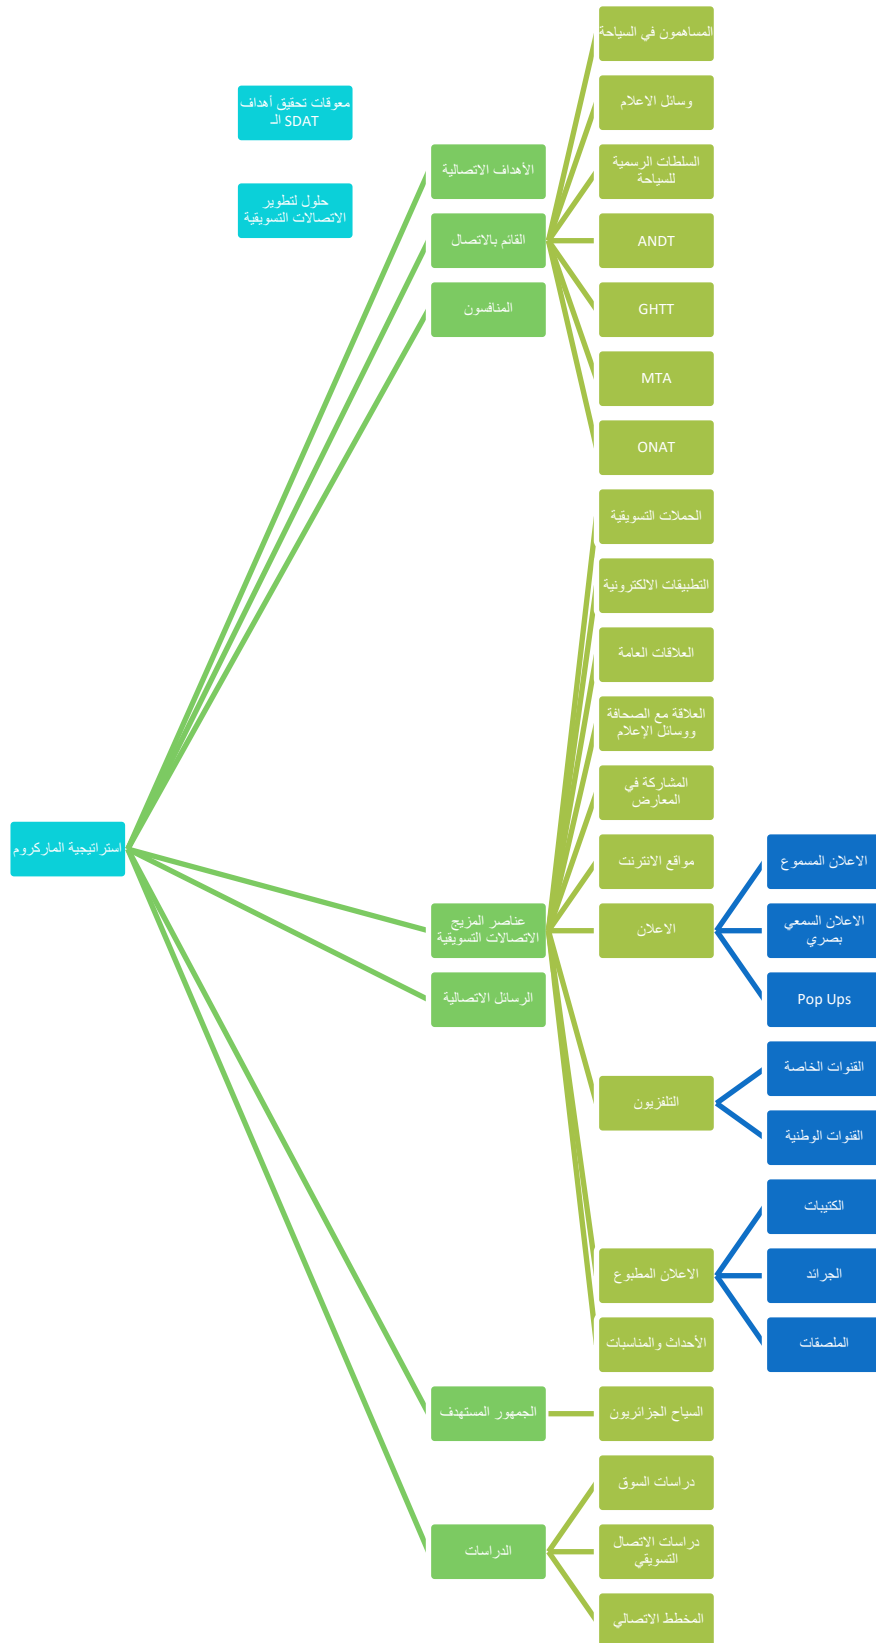 المساهمون في السياحة
وسائل الاعلام
معوقات تحقيق أهداف
الـ SDAT
السلطات الرسمية
للسياحة
الأهداف الاتصالية
حلول لتطوير
الاتصالات التسويقية
القائم بالاتصال
ANDT
المنافسون
GHTT
MTA
ONAT
الحملات التسويقية
التطبيقات الالكترونية
العلاقات العامة
العلاقة مع الصحافة
ووسائل الإعلام
المشاركة في
المعارض
استراتيجية الماركروم
مواقع الانترنت
الاعلان المسموع
عناصر المزيج
الاتصالات التسويقية
الاعلان
الاعلان السمعي
بصري
الرسائل الاتصالية
Pop Ups
القنوات الخاصة
التلفزيون
القنوات الوطنية
الكتيبات
الاعلان المطبوع
الجرائد
الأحداث والمناسبات
الملصقات
الجمهور المستهدف
السياح الجزائريون
دراسات السوق
الدراسات
دراسات الاتصال
التسويقي
المخطط الاتصالي